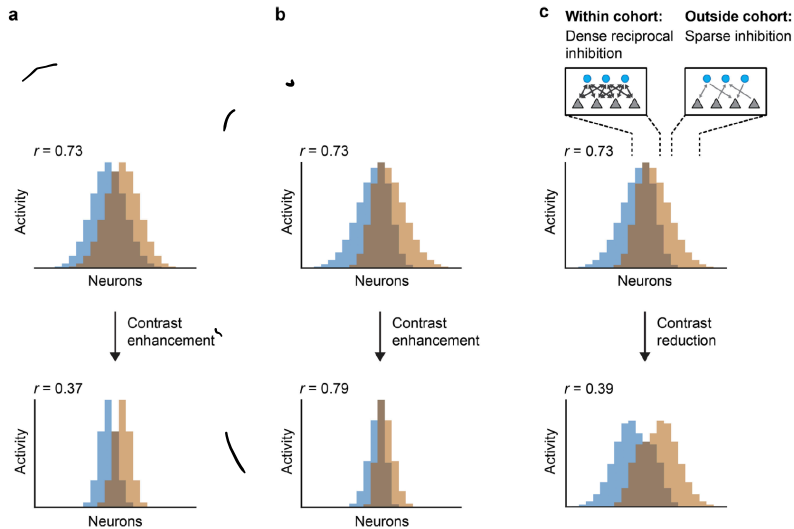 a
r = 0.73
Activity
Neurons
Contrast
enhancement
r = 0.37
Activity
Neurons
b
r = 0.73
Activity
Neurons
Contrast
enhancement
r = 0.79
Activity
Neurons
c
Within cohort:
Dense reciprocal
inhibition
Outside cohort:
Sparse inhibition
r = 0.73
Activity
Neurons
Contrast
reduction
r = 0.39
Activity
Neurons